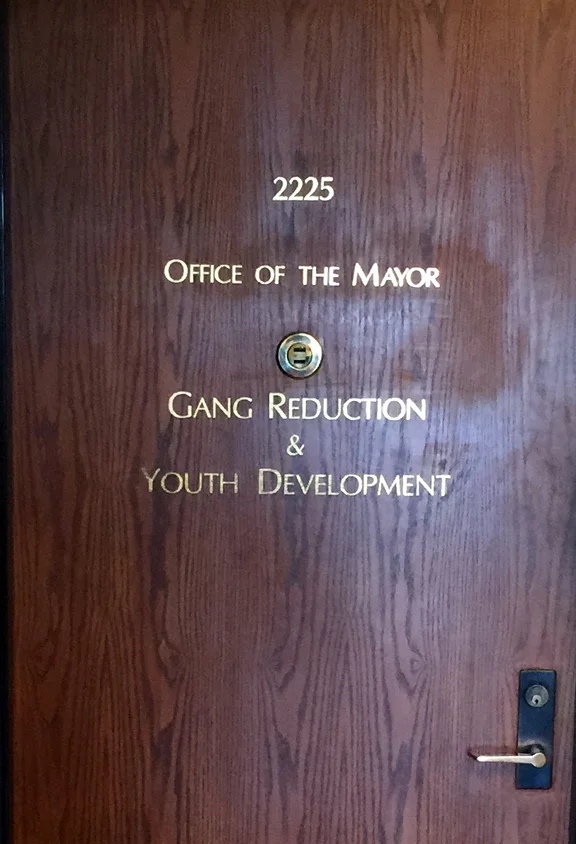 2225
Office of the Mayor
Gang Reduction
&
Youth Development